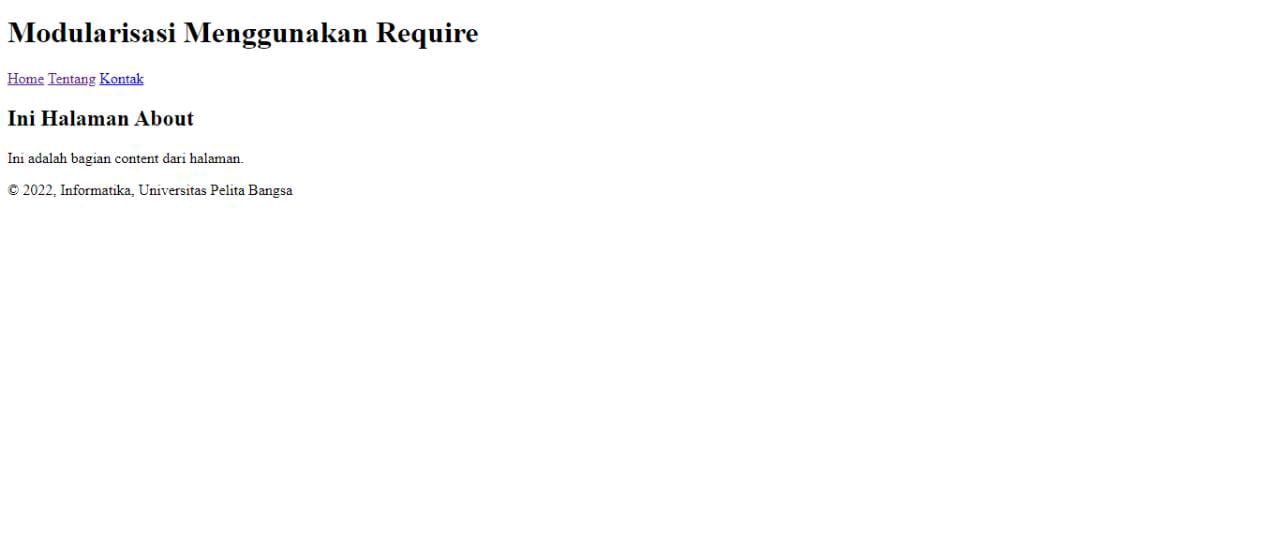 Modularisasi Menggunakan Require
Home Tentang Kontak
Ini Halaman About
Ini adalah bagian content dari halaman.
© 2022, Informatika, Universitas Pelita Bangsa